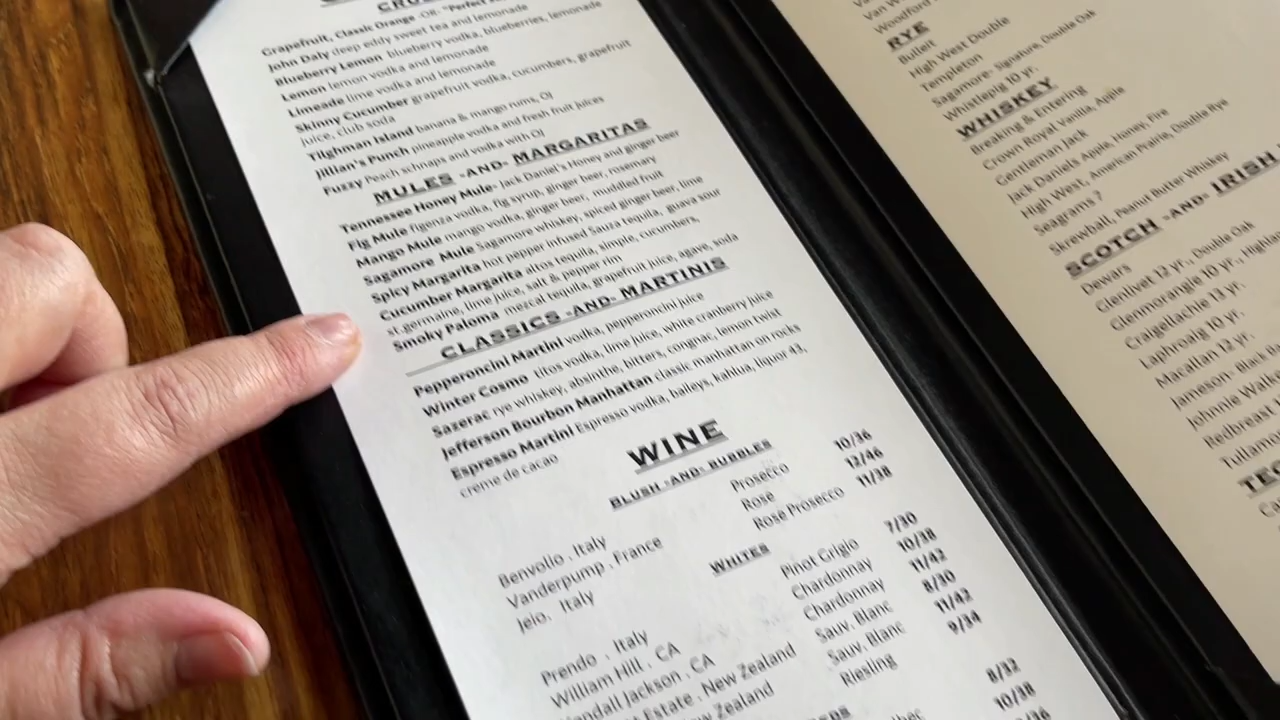 Grapefruit, Classic Orange -OR- "Perfect
John Daly deep eddy sweet tea and lemonade
Blueberry Lemon blueberry vodka, blueberries, lemonade
Lemon lemon vodka and lemonade
Limeade lime vodka and lemonade
Skinny Cucumber grapefruit vodka, cucumbers, grapefruit
juice, club soda
Tilghman Island banana & mango rums, OJ
Jillian's Punch pineapple vodka and fresh fruit juices
Fuzzy Peach schnaps and vodka with OJ
MULES -AND- MARGARITAS
Tennessee Honey Mule- Jack Daniel's Honey and ginger beer
Fig Mule figenza vodka, fig syrup, ginger beer, rosemary
Mango Mule mango vodka, ginger beer, muddled fruit
Sagamore Mule Sagamore whiskey, spiced ginger beer, lime
Spicy Margarita hot pepper infused Sauza tequila, guava sour
Cucumber Margarita altos tequila, simple, cucumbers,
st.germaine, lime juice, salt & pepper rim
Smoky Paloma mezcal tequila, grapefruit juice, agave, soda
CLASSICS -AND- MARTINIS
Pepperoncini Martini vodka, pepperoncini juice
Winter Cosmo titos vodka, lime juice, white cranberry juice
Sazerac rye whiskey, absinthe, bitters, cognac, lemon twist
Jefferson Bourbon Manhattan classic manhattan on rocks
Espresso Martini Espresso vodka, baileys, kahlua, liquor 43,
creme de cacao
WINE
BLUSH -AND- BUBBLES
Benvolio . Italy Prosecco 10/36
Vanderpump . France Rosé 12/46
Jelo. Italy Rosé Prosecco 11/38
WHITES
Prendo . Italy Pinot Grigio 7/30
William Hill . CA Chardonnay 10/38
Kendall Jackson . CA Chardonnay 11/42
Estate . New Zealand Sauv. Blanc 8/30
New Zealand Sauv. Blanc 11/42
Riesling 9/34
8/32
10/38
Woodford
RYE
Bulleit
High West Double
Templeton
Sagamore- Signature, Double Oak
Whistlepig 10 yr.
WHISKEY
Breaking & Entering
Crown Royal Vanilla, Apple
Gentleman Jack
Jack Daniels Apple, Honey, Fire
High West, American Prairie, Double Rye
Seagrams 7
Skrewball, Peanut Butter Whiskey
SCOTCH -AND- IRISH
Dewars
Glenlivet 12 yr., Double Oak
Glenmorangie 10 yr.,
Craigellachie 13 yr.
Laphroaig 10 yr.
Macallan 12 yr.
Jameson- Black
Johnnie Walk
Redbreast
Tullamo